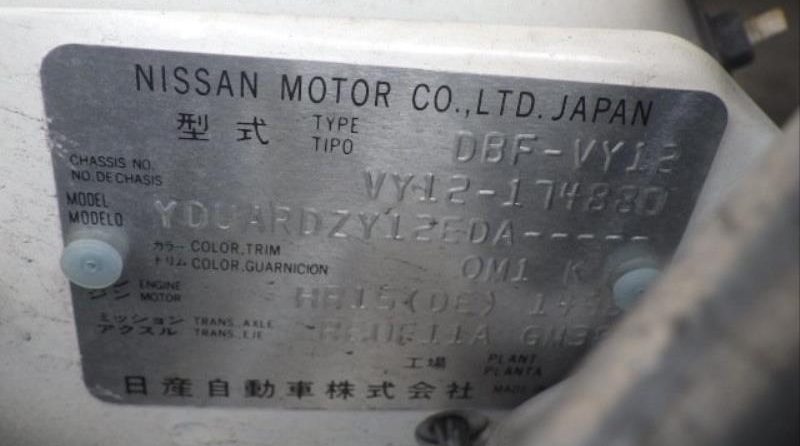 NISSAN MOTOR CO.,LTD. JAPAN
型式 TYPE TIPO DBF-VY12
CHASSIS NO. NO. DE CHASIS VY12-174880
MODEL MODELO YDUARDZY12EDA-----
カラー COLOR,TRIM
トリム COLOR,GUARNICION QM1 K
ENGINE MOTOR HR15(DE)
ミッション TRANS.,AXLE
アクスル TRANS.,EJE
工場 PLANT PLANTA
日産自動車株式会社 MADE